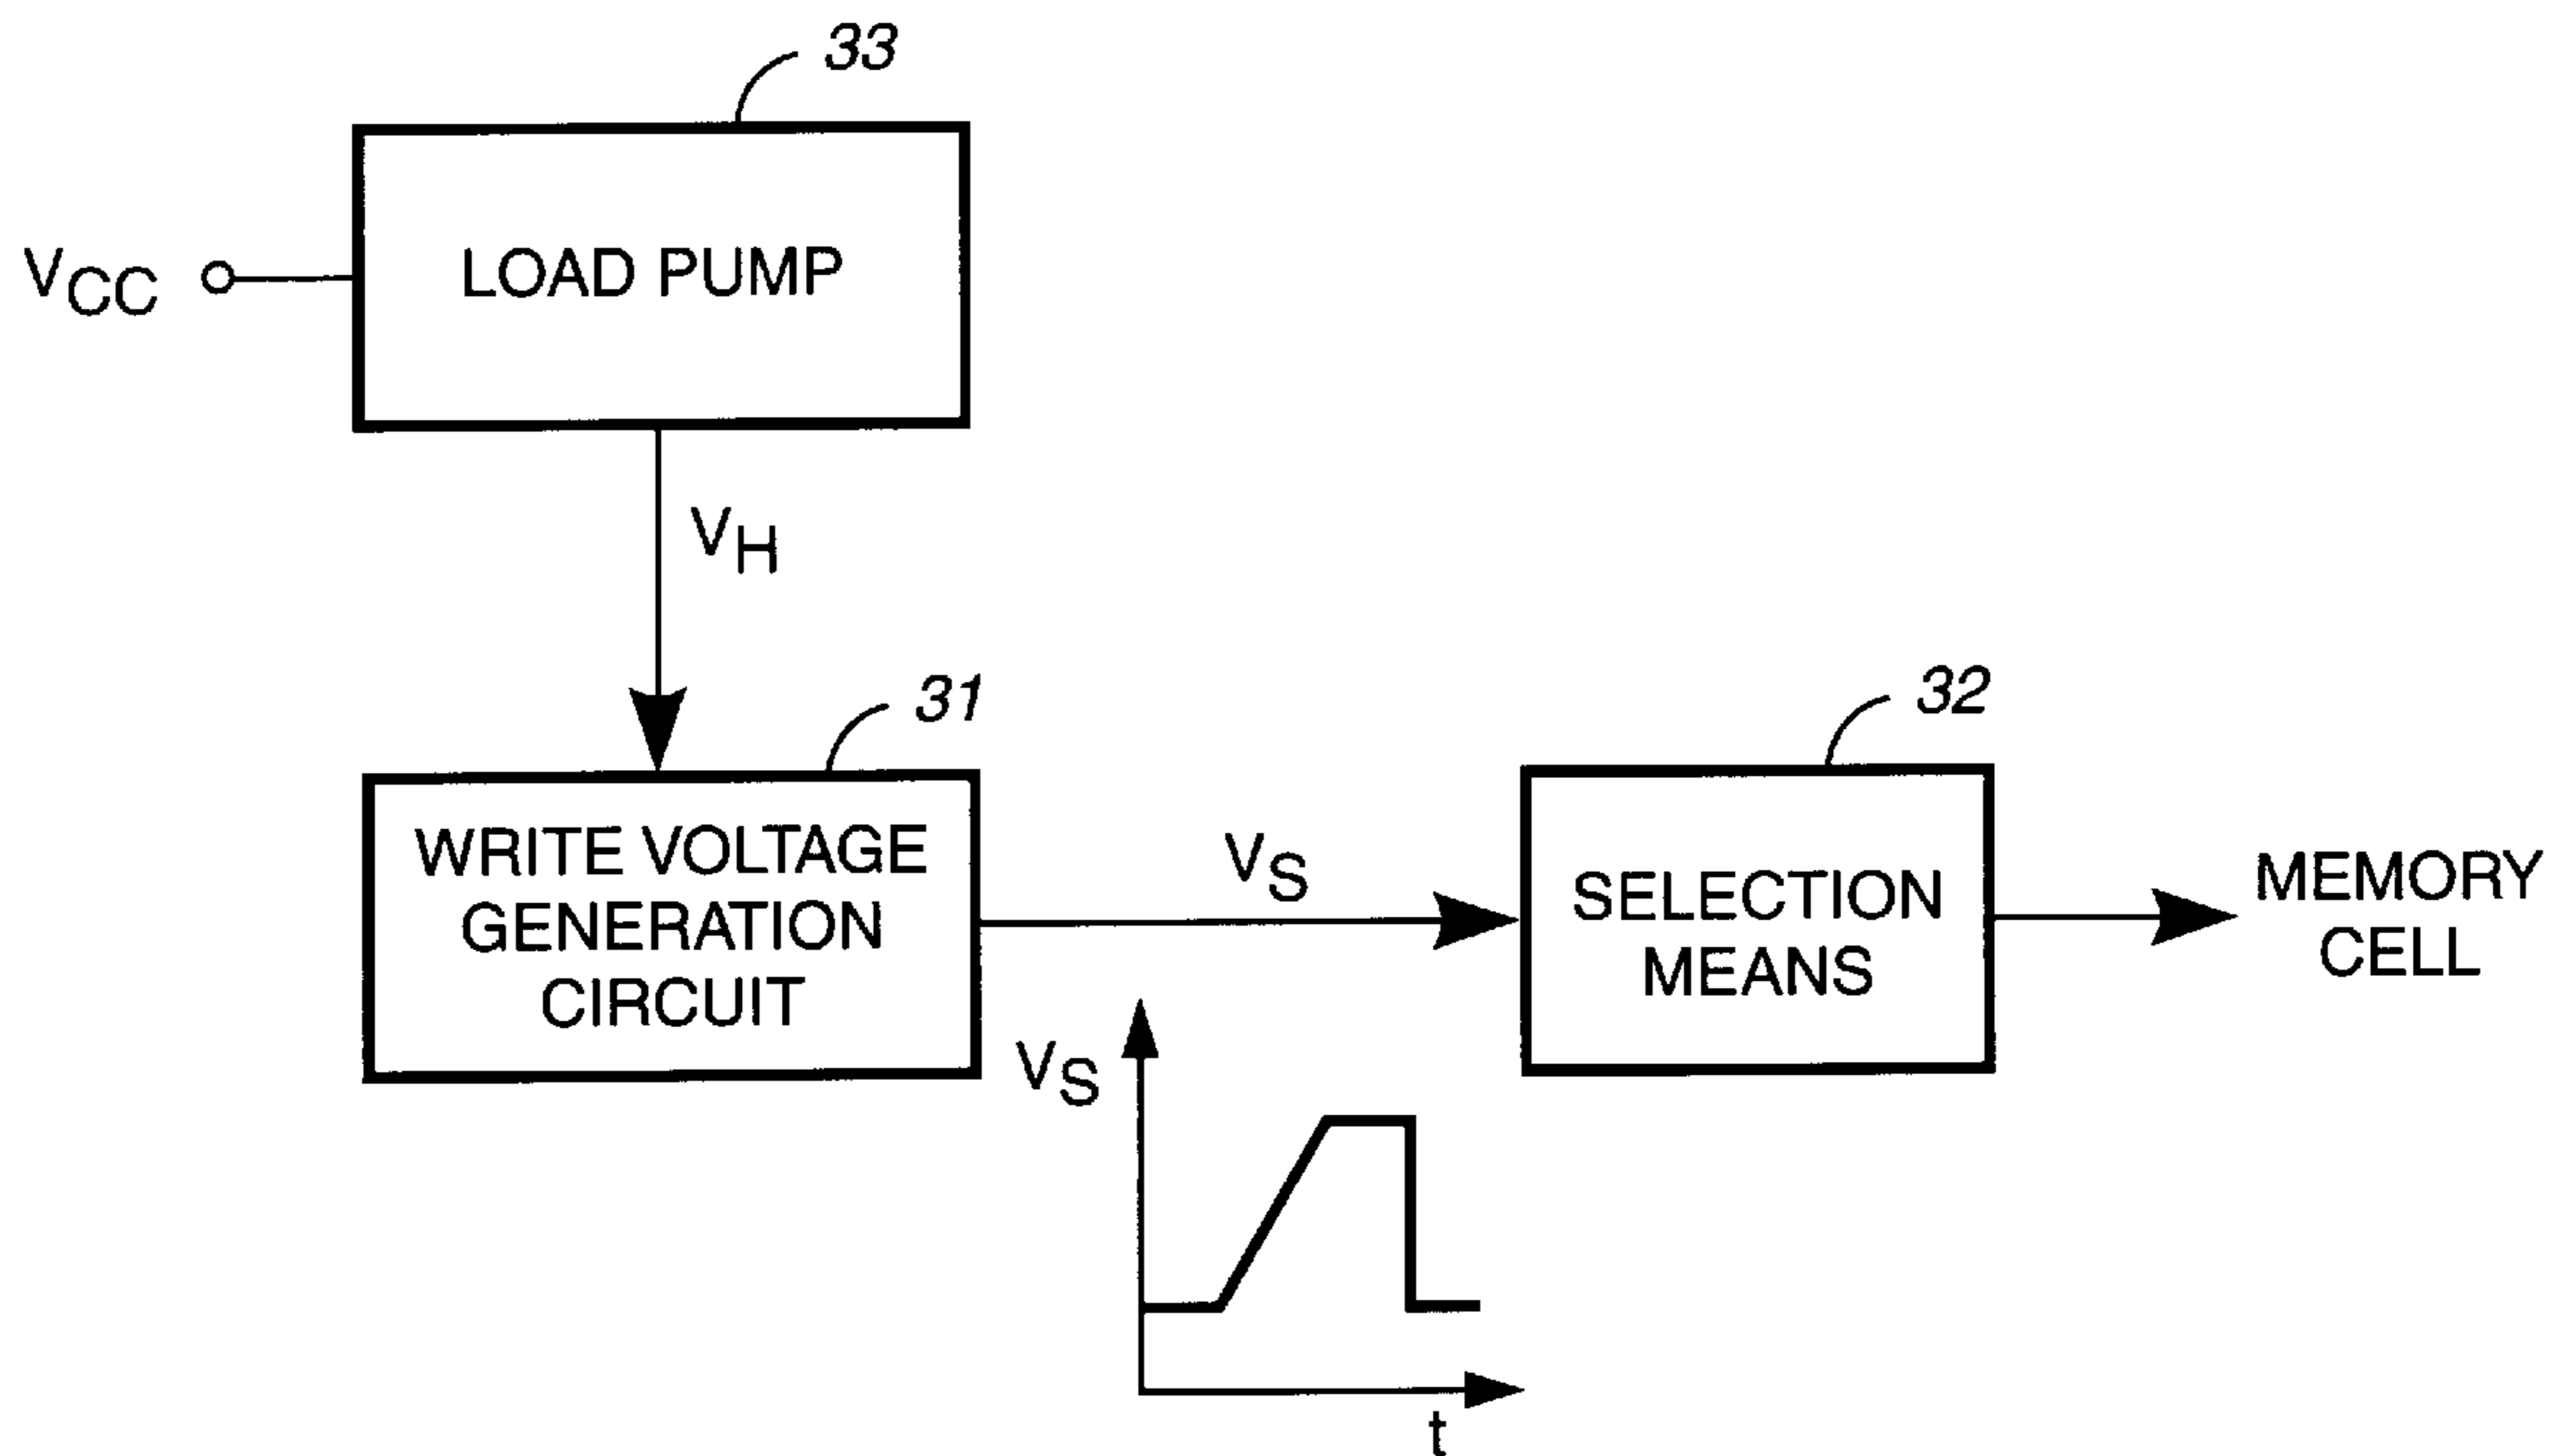 33
VCC
LOAD PUMP
VH
31
32
WRITE VOLTAGE
GENERATION
CIRCUIT
VS
SELECTION
MEANS
MEMORY
CELL
VS
t